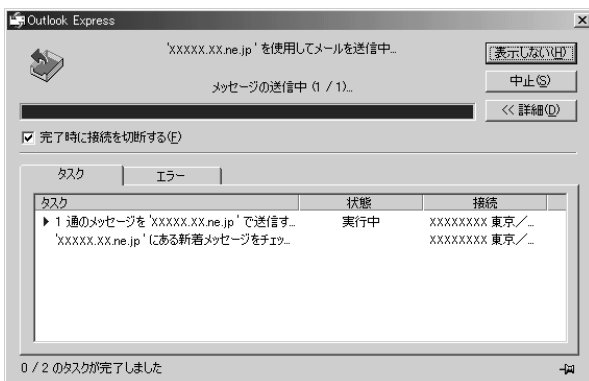 Outlook Express
'xxxxx.xx.ne.jp' を使用してメールを送信中...
表示しない(H)
メッセージの送信中 (1 / 1)...
中止(S)
<< 詳細(D)
完了時に接続を切断する(F)
タスク エラー
タスク 状態 接続
1 通のメッセージを 'xxxxx.xx.ne.jp' で送信す... 実行中 xxxxxxxx 東京／...
'xxxxx.xx.ne.jp' にある新着メッセージをチェッ... xxxxxxxx 東京／...
0 / 2 のタスクが完了しました